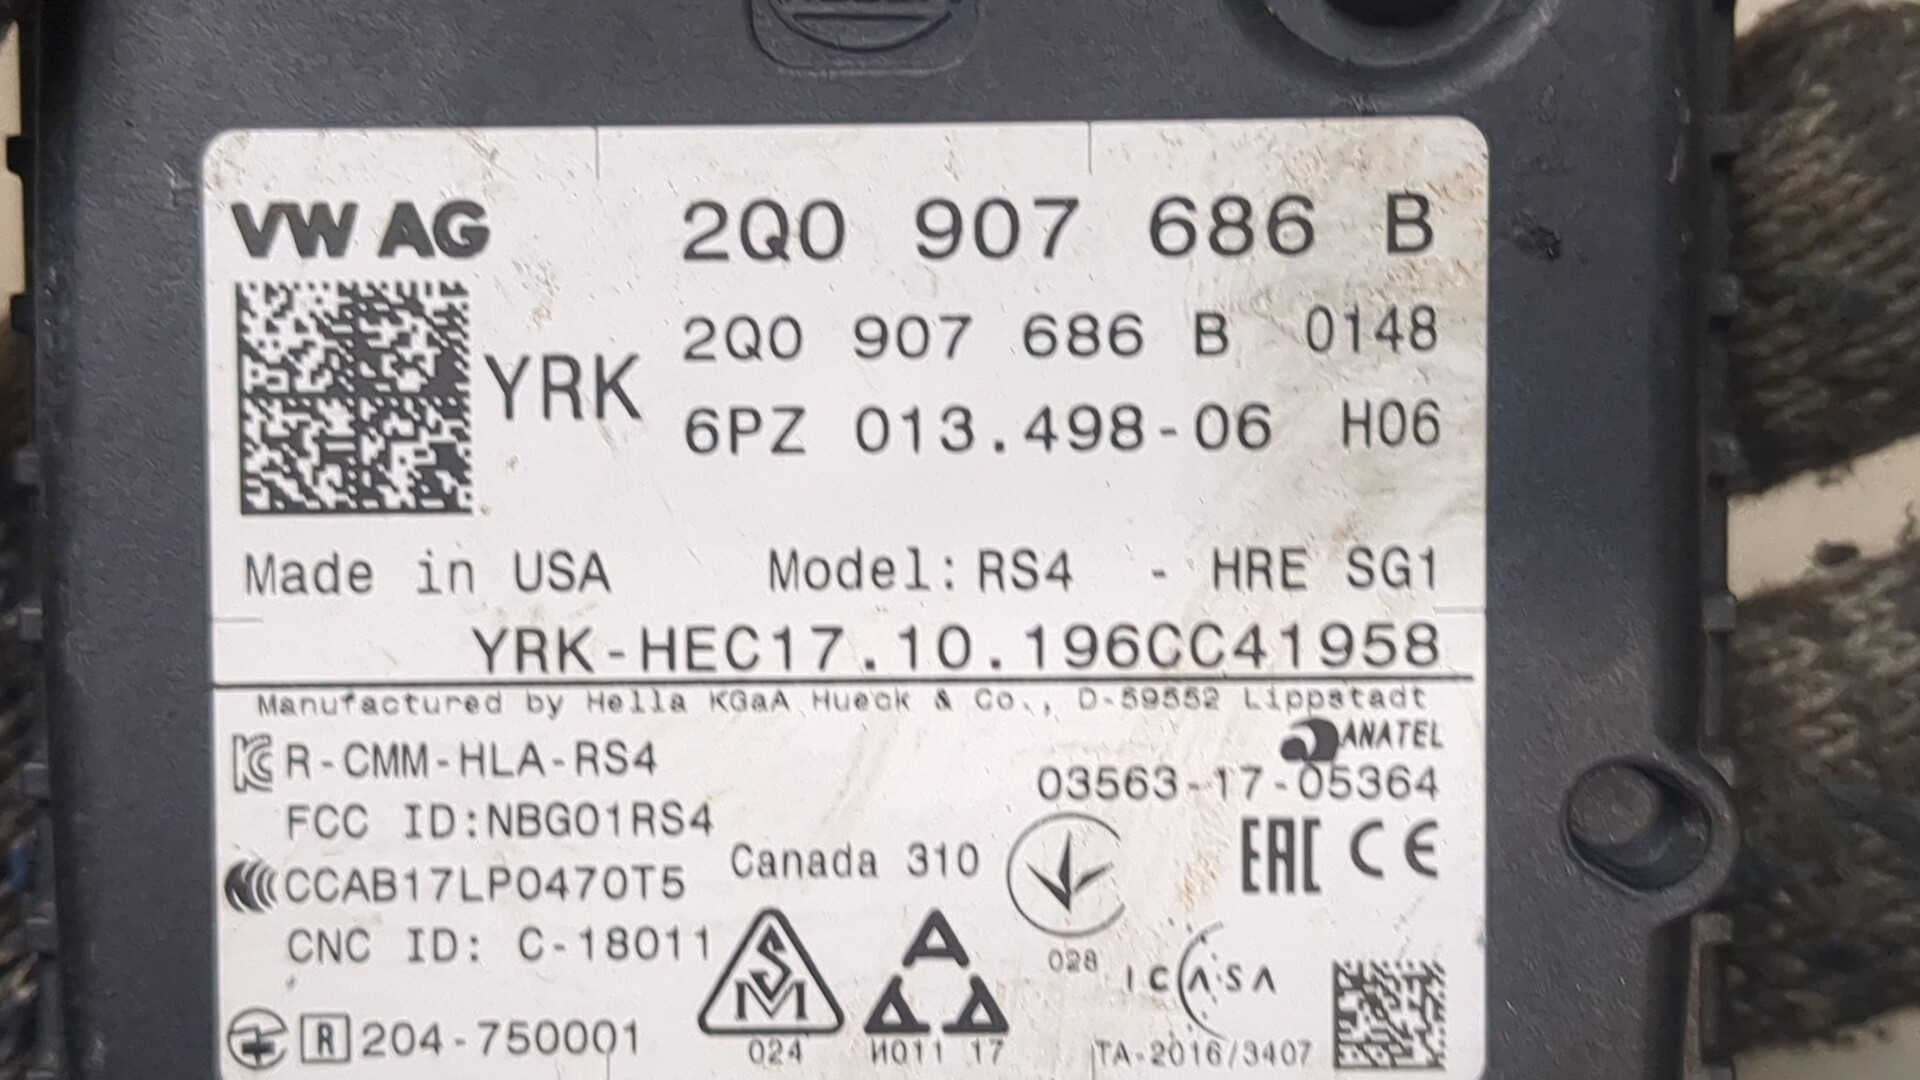 VW AG 2Q0 907 686 B
YRK 2Q0 907 686 B 0148
6PZ 013.498-06 H06
Made in USA Model: RS4 - HRE SG1
YRK-HEC17.10.196CC41958
Manufactured by Hella KGaA Hueck & Co., D-59552 Lippstadt
R-CMM-HLA-RS4
ANATEL
03563-17-05364
FCC ID:NBG01RS4
Canada 310
EAC CE
CCAB17LP0470T5
CNC ID: C-18011
SM
A
028
ICASA
R 204-750001
024
И011 17
TA-2016/3407